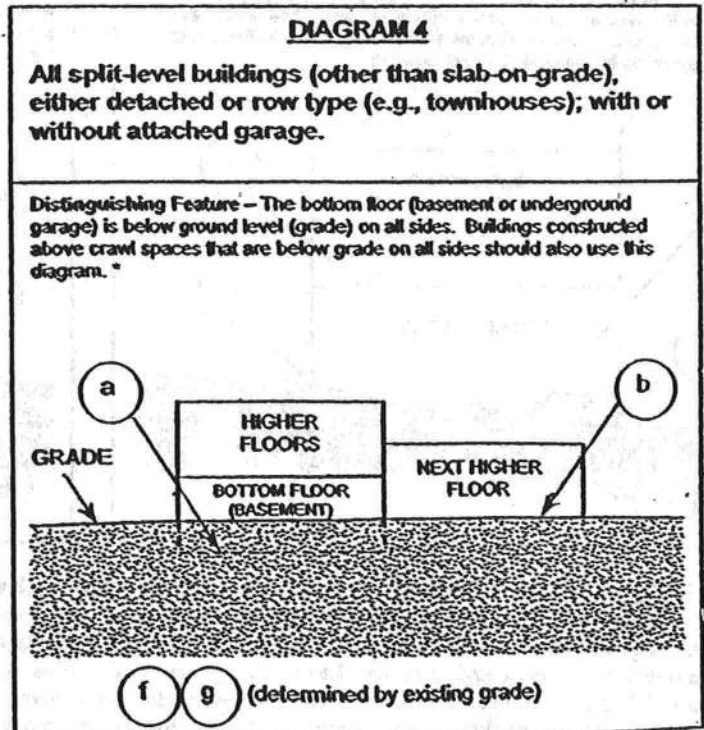 DIAGRAM 4
All split-level buildings (other than slab-on-grade),
either detached or row type (e.g., townhouses); with or
without attached garage.
Distinguishing Feature – The bottom floor (basement or underground
garage) is below ground level (grade) on all sides. Buildings constructed
above crawl spaces that are below grade on all sides should also use this
diagram. *
a
b
HIGHER
FLOORS
GRADE
NEXT HIGHER
FLOOR
BOTTOM FLOOR
(BASEMENT)
f g (determined by existing grade)